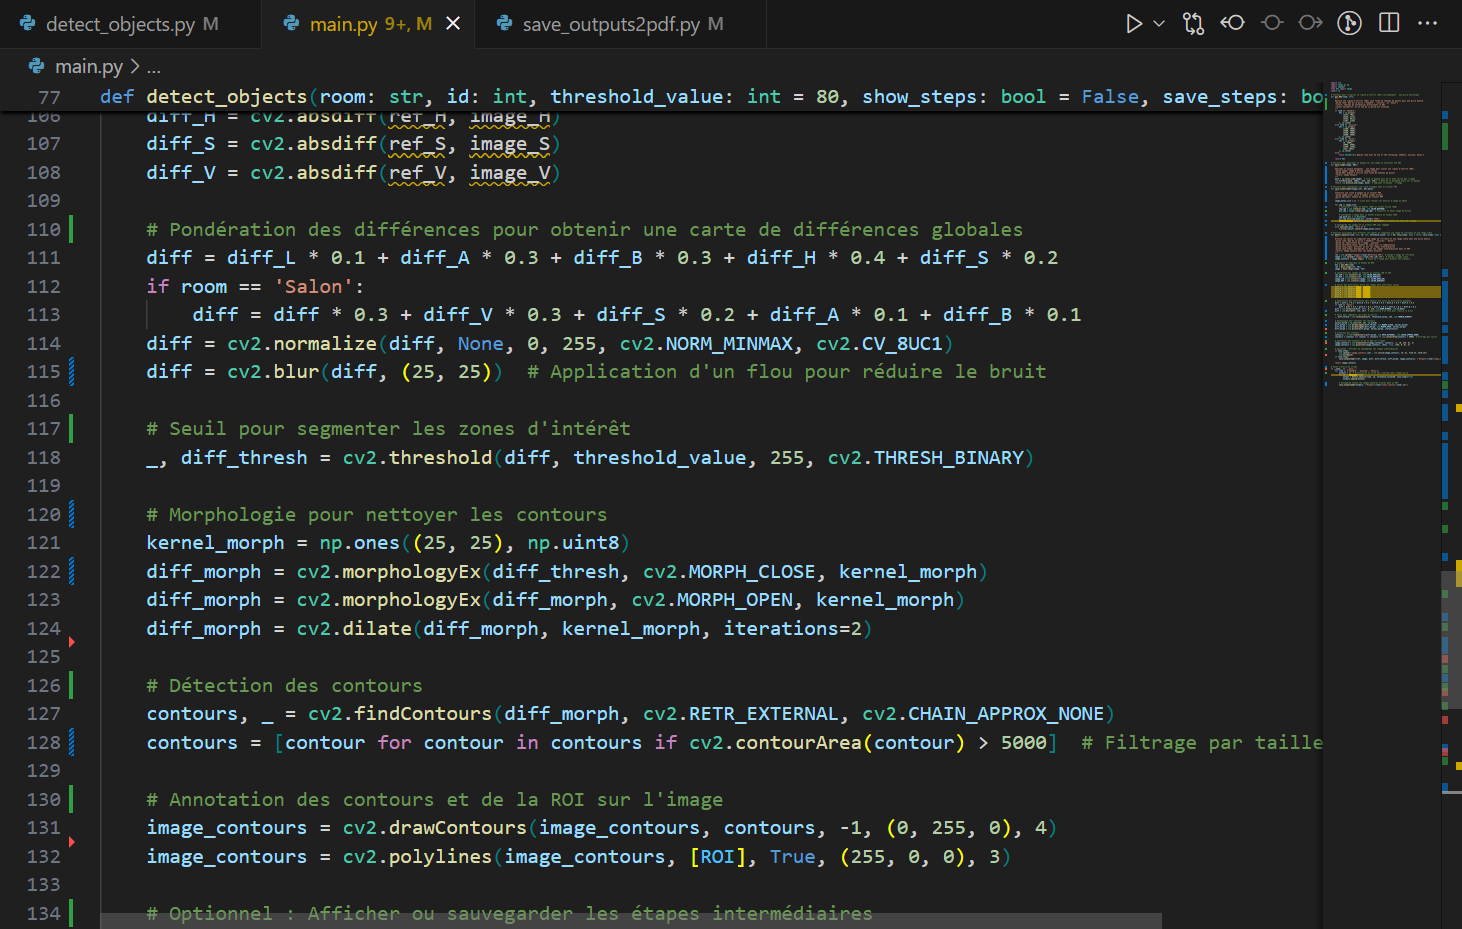 detect_objects.py M
main.py 9+, M
save_outputs2pdf.py M
main.py > ...
77 def detect_objects(room: str, id: int, threshold_value: int = 80, show_steps: bool = False, save_steps: bo
106 diff_H = cv2.absdiff(ref_H, image_H)
107 diff_S = cv2.absdiff(ref_S, image_S)
108 diff_V = cv2.absdiff(ref_V, image_V)
109
110 # Pondération des différences pour obtenir une carte de différences globales
111 diff = diff_L * 0.1 + diff_A * 0.3 + diff_B * 0.3 + diff_H * 0.4 + diff_S * 0.2
112 if room == 'Salon':
113 diff = diff * 0.3 + diff_V * 0.3 + diff_S * 0.2 + diff_A * 0.1 + diff_B * 0.1
114 diff = cv2.normalize(diff, None, 0, 255, cv2.NORM_MINMAX, cv2.CV_8UC1)
115 diff = cv2.blur(diff, (25, 25))  # Application d'un flou pour réduire le bruit
116
117 # Seuil pour segmenter les zones d'intérêt
118 _, diff_thresh = cv2.threshold(diff, threshold_value, 255, cv2.THRESH_BINARY)
119
120 # Morphologie pour nettoyer les contours
121 kernel_morph = np.ones((25, 25), np.uint8)
122 diff_morph = cv2.morphologyEx(diff_thresh, cv2.MORPH_CLOSE, kernel_morph)
123 diff_morph = cv2.morphologyEx(diff_morph, cv2.MORPH_OPEN, kernel_morph)
124 diff_morph = cv2.dilate(diff_morph, kernel_morph, iterations=2)
125
126 # Détection des contours
127 contours, _ = cv2.findContours(diff_morph, cv2.RETR_EXTERNAL, cv2.CHAIN_APPROX_NONE)
128 contours = [contour for contour in contours if cv2.contourArea(contour) > 5000]  # Filtrage par taille
129
130 # Annotation des contours et de la ROI sur l'image
131 image_contours = cv2.drawContours(image_contours, contours, -1, (0, 255, 0), 4)
132 image_contours = cv2.polylines(image_contours, [ROI], True, (255, 0, 0), 3)
133
134 # Optionnel : Afficher ou sauvegarder les étapes intermédiaires